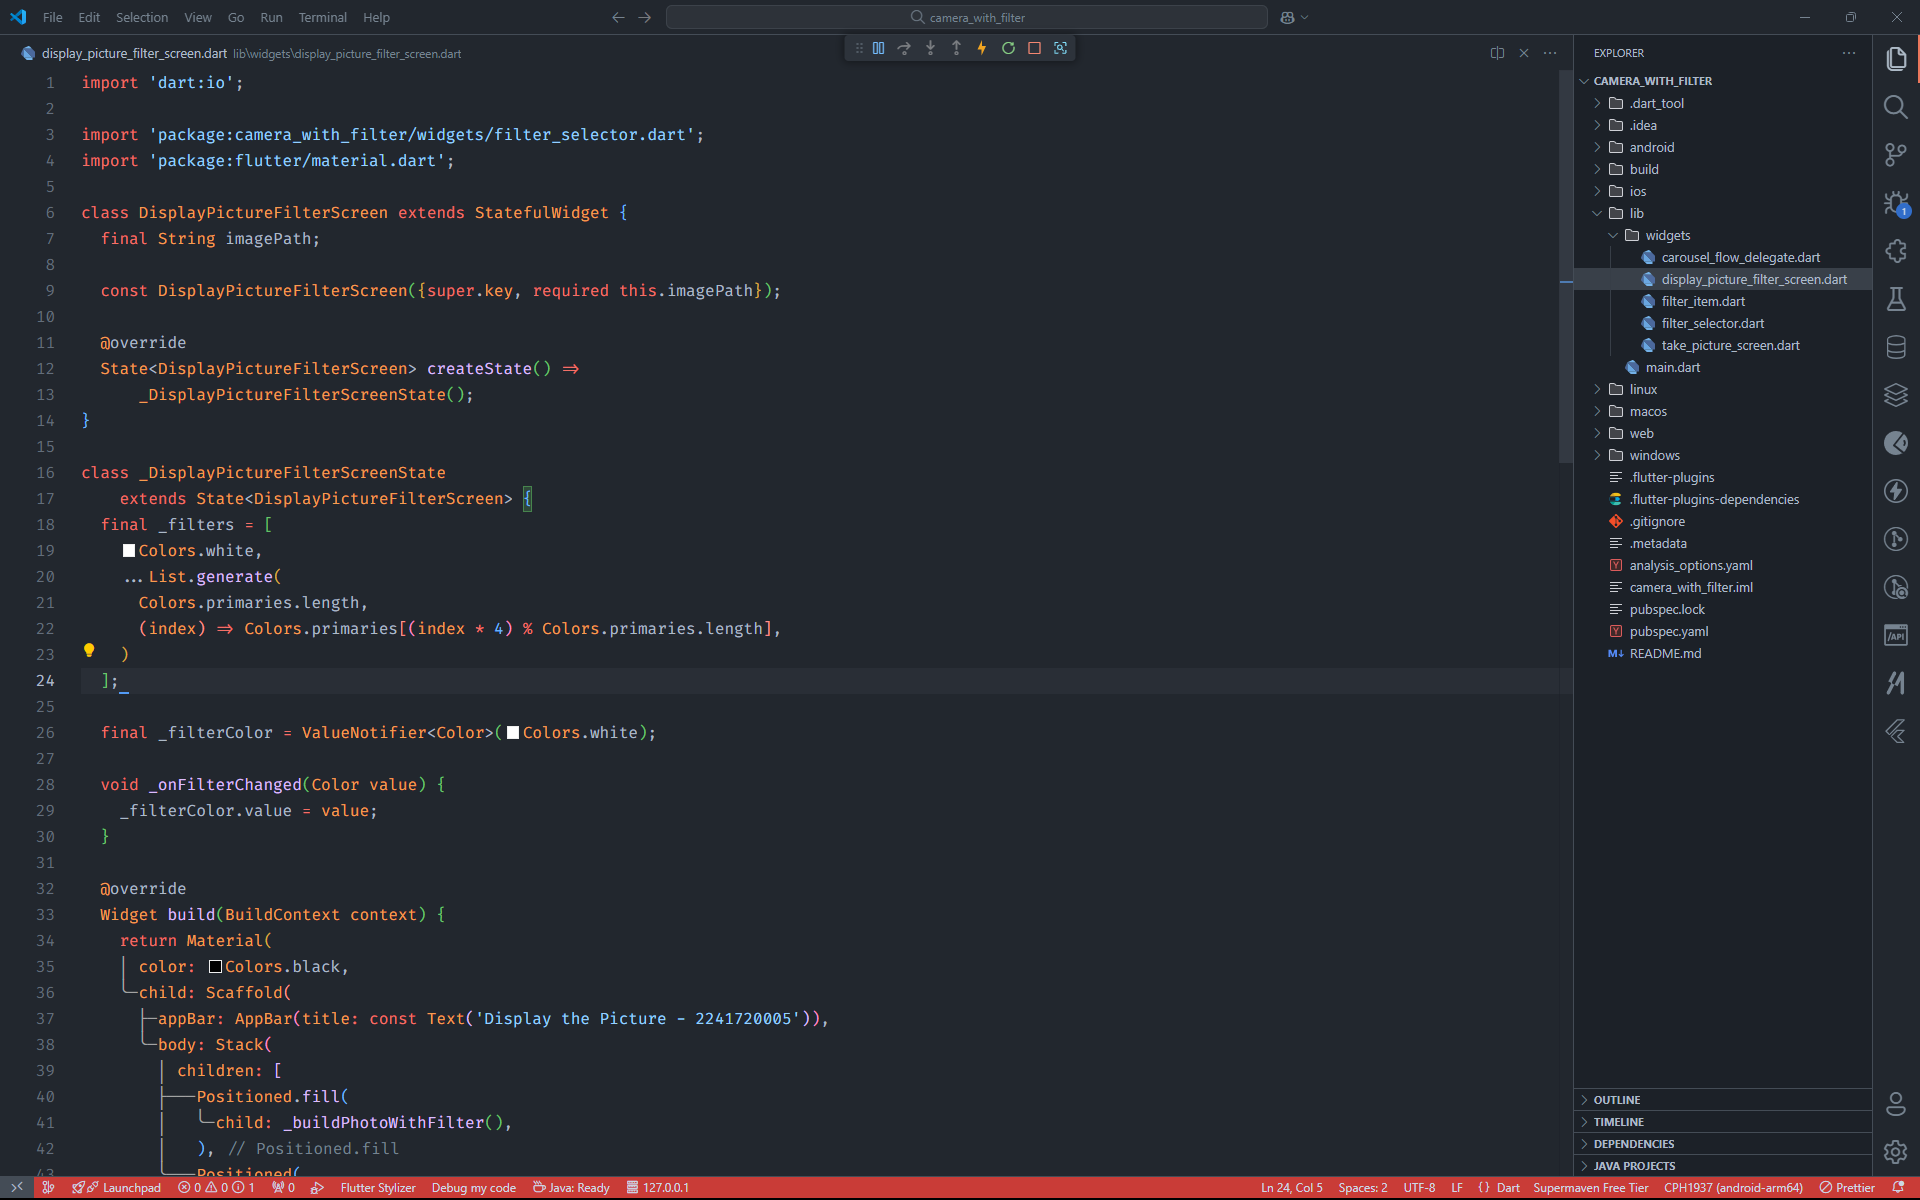 File Edit Selection View Go Run Terminal Help
camera_with_filter
display_picture_filter_screen.dart lib\widgets\display_picture_filter_screen.dart
1 import 'dart:io';
2
3 import 'package:camera_with_filter/widgets/filter_selector.dart';
4 import 'package:flutter/material.dart';
5
6 class DisplayPictureFilterScreen extends StatefulWidget {
7 final String imagePath;
8
9 const DisplayPictureFilterScreen({super.key, required this.imagePath});
10
11 @override
12 State<DisplayPictureFilterScreen> createState() =>
13 _DisplayPictureFilterScreenState();
14 }
15
16 class _DisplayPictureFilterScreenState
17 extends State<DisplayPictureFilterScreen> {
18 final _filters = [
19 Colors.white,
20 ...List.generate(
21 Colors.primaries.length,
22 (index) => Colors.primaries[(index * 4) % Colors.primaries.length],
23 )
24 ];
25
26 final _filterColor = ValueNotifier<Color>(Colors.white);
27
28 void _onFilterChanged(Color value) {
29 _filterColor.value = value;
30 }
31
32 @override
33 Widget build(BuildContext context) {
34 return Material(
35 color: Colors.black,
36 child: Scaffold(
37 appBar: AppBar(title: const Text('Display the Picture - 2241720005')),
38 body: Stack(
39 children: [
40 Positioned.fill(
41 child: _buildPhotoWithFilter(),
42 ), // Positioned.fill
43 Positioned(
EXPLORER
CAMERA_WITH_FILTER
.dart_tool
.idea
android
build
ios
lib
widgets
carousel_flow_delegate.dart
display_picture_filter_screen.dart
filter_item.dart
filter_selector.dart
take_picture_screen.dart
main.dart
linux
macos
web
windows
.flutter-plugins
.flutter-plugins-dependencies
.gitignore
.metadata
analysis_options.yaml
camera_with_filter.iml
pubspec.lock
pubspec.yaml
README.md
OUTLINE
TIMELINE
DEPENDENCIES
JAVA PROJECTS
1
/API
Launchpad 0 0 1 0 Flutter Stylizer Debug my code Java: Ready 127.0.0.1 Ln 24, Col 5 Spaces: 2 UTF-8 LF {} Dart Supermaven Free Tier CPH1937 (android-arm64) Prettier